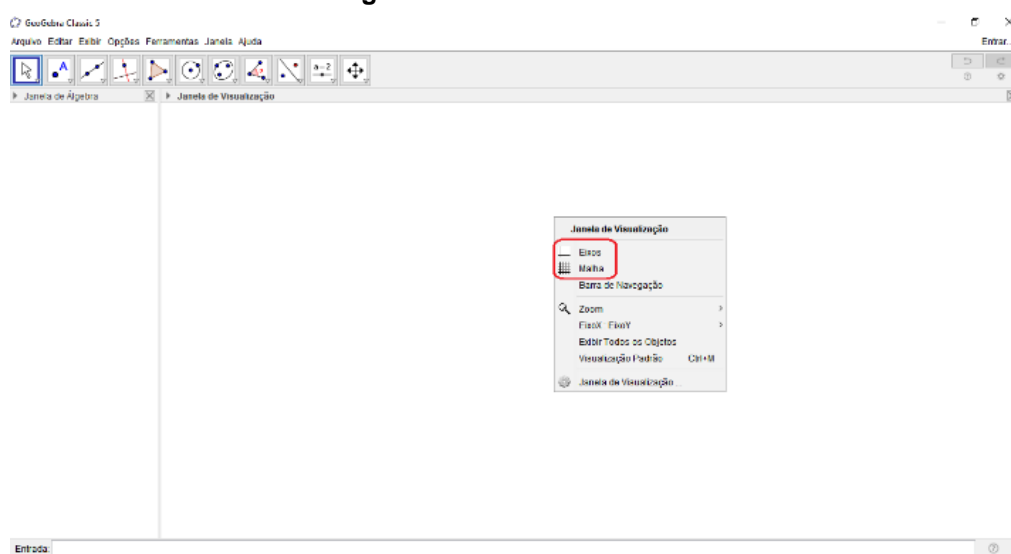 GeoGebra Classic 5
Arquivo Editar Exibir Opções Ferramentas Janela Ajuda
Entrar...
A
a=2
Janela de Álgebra
Janela de Visualização
Janela de Visualização
Eixos
Malha
Barra de Navegação
Zoom
EixoX : EixoY
Exibir Todos os Objetos
Visualização Padrão Ctrl+M
Janela de Visualização ...
Entrada: